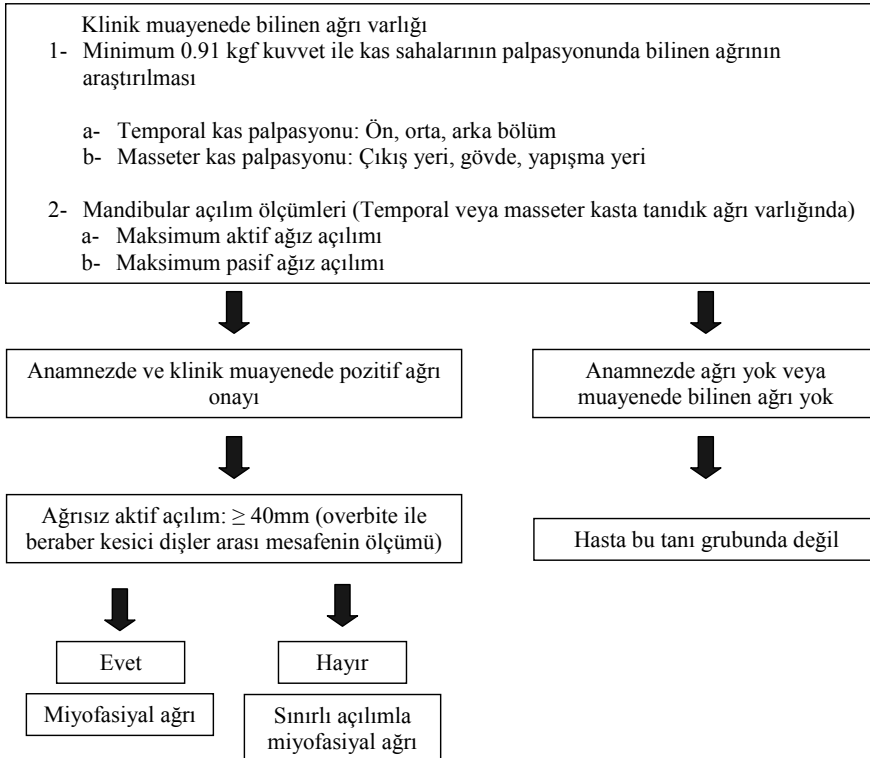 Klinik muayenede bilinen ağrı varlığı
1- Minimum 0.91 kgf kuvvet ile kas sahalarının palpasyonunda bilinen ağrının
araştırılması
a- Temporal kas palpasyonu: Ön, orta, arka bölüm
b- Masseter kas palpasyonu: Çıkış yeri, gövde, yapışma yeri
2- Mandibular açılım ölçümleri (Temporal veya masseter kasta tanıdık ağrı varlığında)
a- Maksimum aktif ağız açılımı
b- Maksimum pasif ağız açılımı
Anamnezde ve klinik muayenede pozitif ağrı
onayı
Anamnezde ağrı yok veya
muayenede bilinen ağrı yok
Ağrısız aktif açılım: ≥ 40mm (overbite ile
beraber kesici dişler arası mesafenin ölçümü)
Hasta bu tanı grubunda değil
Evet
Hayır
Miyofasiyal ağrı
Sınırlı açılımla
miyofasiyal ağrı